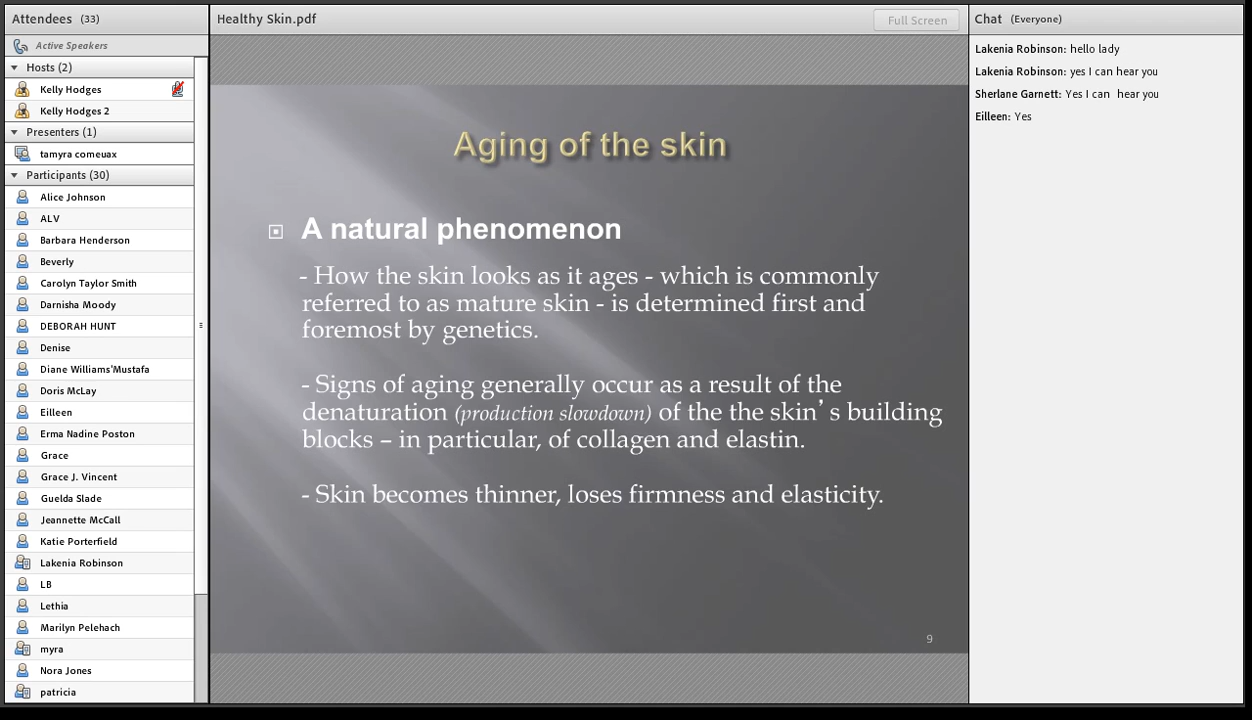 Attendees (33)
Active Speakers
Hosts (2)
Kelly Hodges
Kelly Hodges 2
Presenters (1)
tamyra comeuax
Participants (30)
Alice Johnson
ALV
Barbara Henderson
Beverly
Carolyn Taylor Smith
Darnisha Moody
DEBORAH HUNT
Denise
Diane Williams'Mustafa
Doris McLay
Eilleen
Erma Nadine Poston
Grace
Grace J. Vincent
Guelda Slade
Jeannette McCall
Katie Porterfield
Lakenia Robinson
LB
Lethia
Marilyn Pelehach
myra
Nora Jones
patricia
Healthy Skin.pdf
Full Screen
Aging of the skin
A natural phenomenon
- How the skin looks as it ages - which is commonly
referred to as mature skin - is determined first and
foremost by genetics.
- Signs of aging generally occur as a result of the
denaturation (production slowdown) of the the skin’s building
blocks – in particular, of collagen and elastin.
- Skin becomes thinner, loses firmness and elasticity.
9
Chat (Everyone)
Lakenia Robinson: hello lady
Lakenia Robinson: yes I can hear you
Sherlane Garnett: Yes I can hear you
Eilleen: Yes